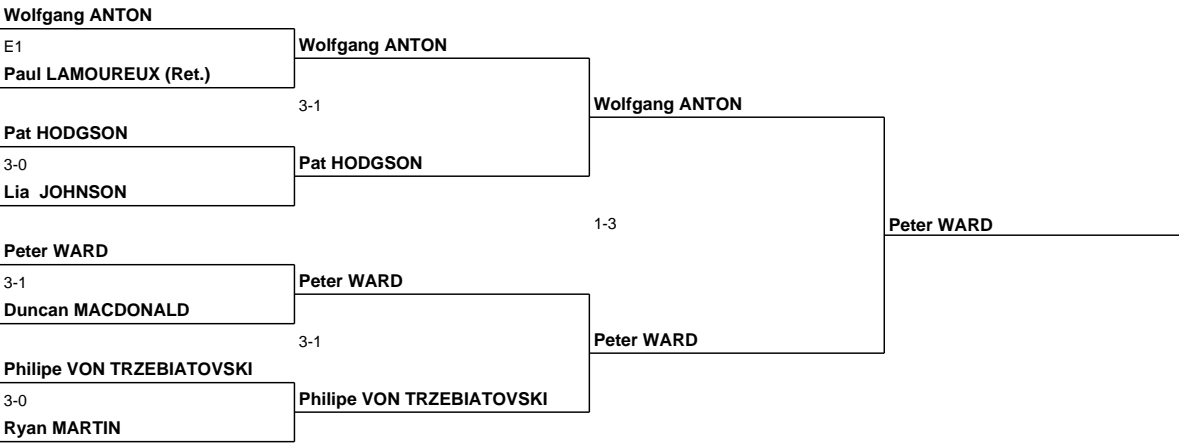 Wolfgang ANTON
E1
Paul LAMOUREUX (Ret.)
Wolfgang ANTON
3-1
Wolfgang ANTON
Pat HODGSON
3-0
Lia JOHNSON
Pat HODGSON
1-3
Peter WARD
Peter WARD
3-1
Duncan MACDONALD
Peter WARD
3-1
Peter WARD
Philipe VON TRZEBIATOVSKI
3-0
Ryan MARTIN
Philipe VON TRZEBIATOVSKI